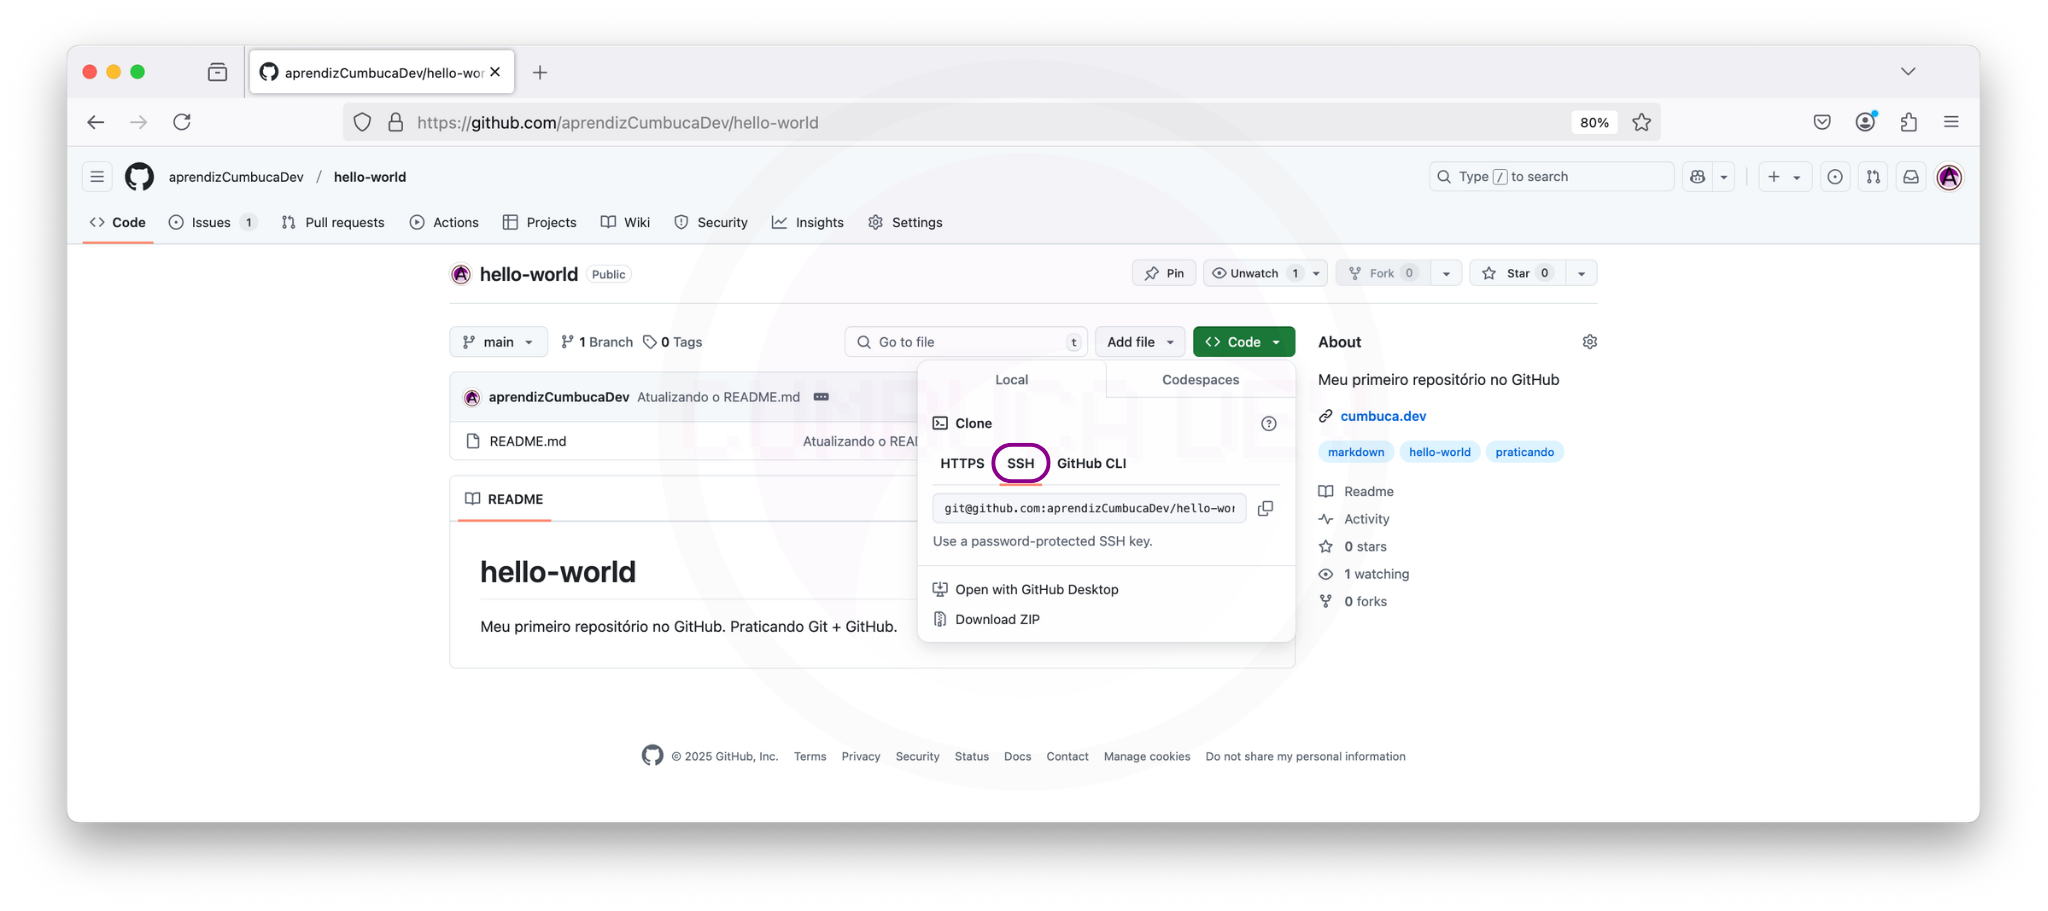 aprendizCumbucaDev/hello-wor
https://github.com/aprendizCumbucaDev/hello-world
80%
aprendizCumbucaDev / hello-world
Type / to search
Code
Issues 1
Pull requests
Actions
Projects
Wiki
Security
Insights
Settings
hello-world Public
Pin
Unwatch 1
Fork 0
Star 0
main
1 Branch
0 Tags
Go to file t
Add file
Code
About
Local
Codespaces
Meu primeiro repositório no GitHub
aprendizCumbucaDev Atualizando o README.md
cumbuca.dev
Clone
README.md Atualizando o REA
markdown hello-world praticando
HTTPS SSH GitHub CLI
Readme
README
git@github.com:aprendizCumbucaDev/hello-wor
Activity
Use a password-protected SSH key.
0 stars
hello-world
1 watching
Open with GitHub Desktop
0 forks
Download ZIP
Meu primeiro repositório no GitHub. Praticando Git + GitHub.
© 2025 GitHub, Inc. Terms Privacy Security Status Docs Contact Manage cookies Do not share my personal information
CUMBUCA DEV